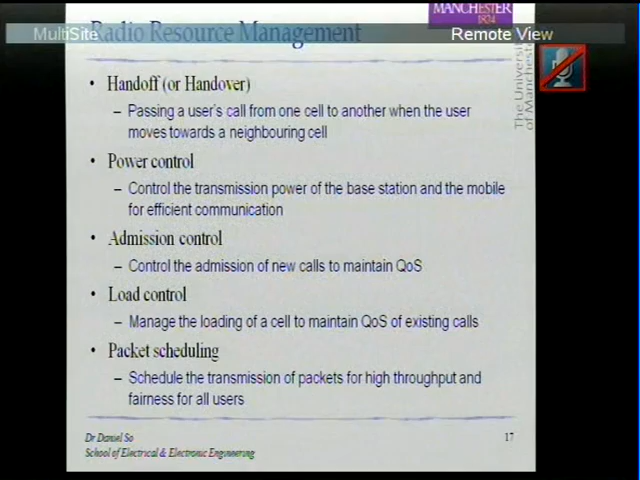 MultiSite
Remote View
MANCHESTER
1824
Radio Resource Management
The University
of Manchester
• Handoff (or Handover)
– Passing a user's call from one cell to another when the user
moves towards a neighbouring cell
• Power control
– Control the transmission power of the base station and the mobile
for efficient communication
• Admission control
– Control the admission of new calls to maintain QoS
• Load control
– Manage the loading of a cell to maintain QoS of existing calls
• Packet scheduling
– Schedule the transmission of packets for high throughput and
fairness for all users
Dr Daniel So
School of Electrical & Electronic Engineering
17